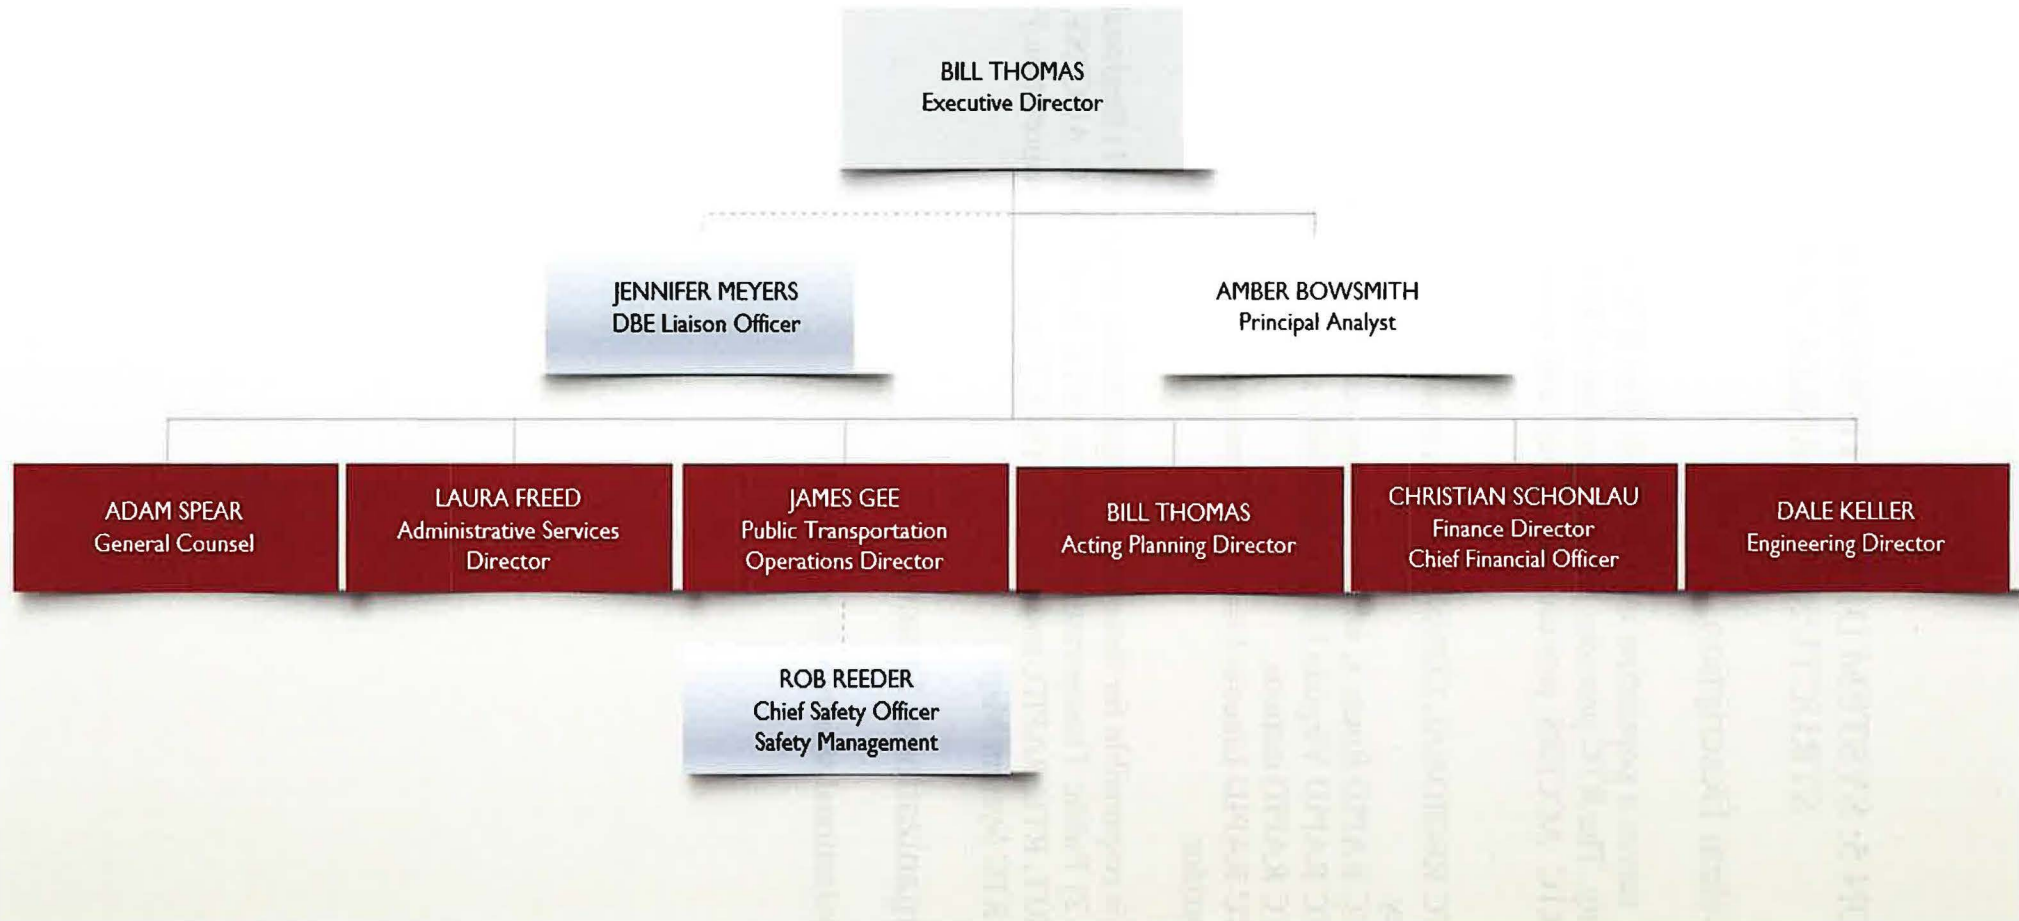 BILL THOMAS
Executive Director
JENNIFER MEYERS
DBE Liaison Officer
AMBER BOWSMITH
Principal Analyst
ADAM SPEAR
General Counsel
LAURA FREED
Administrative Services
Director
JAMES GEE
Public Transportation
Operations Director
BILL THOMAS
Acting Planning Director
CHRISTIAN SCHONLAU
Finance Director
Chief Financial Officer
DALE KELLER
Engineering Director
ROB REEDER
Chief Safety Officer
Safety Management